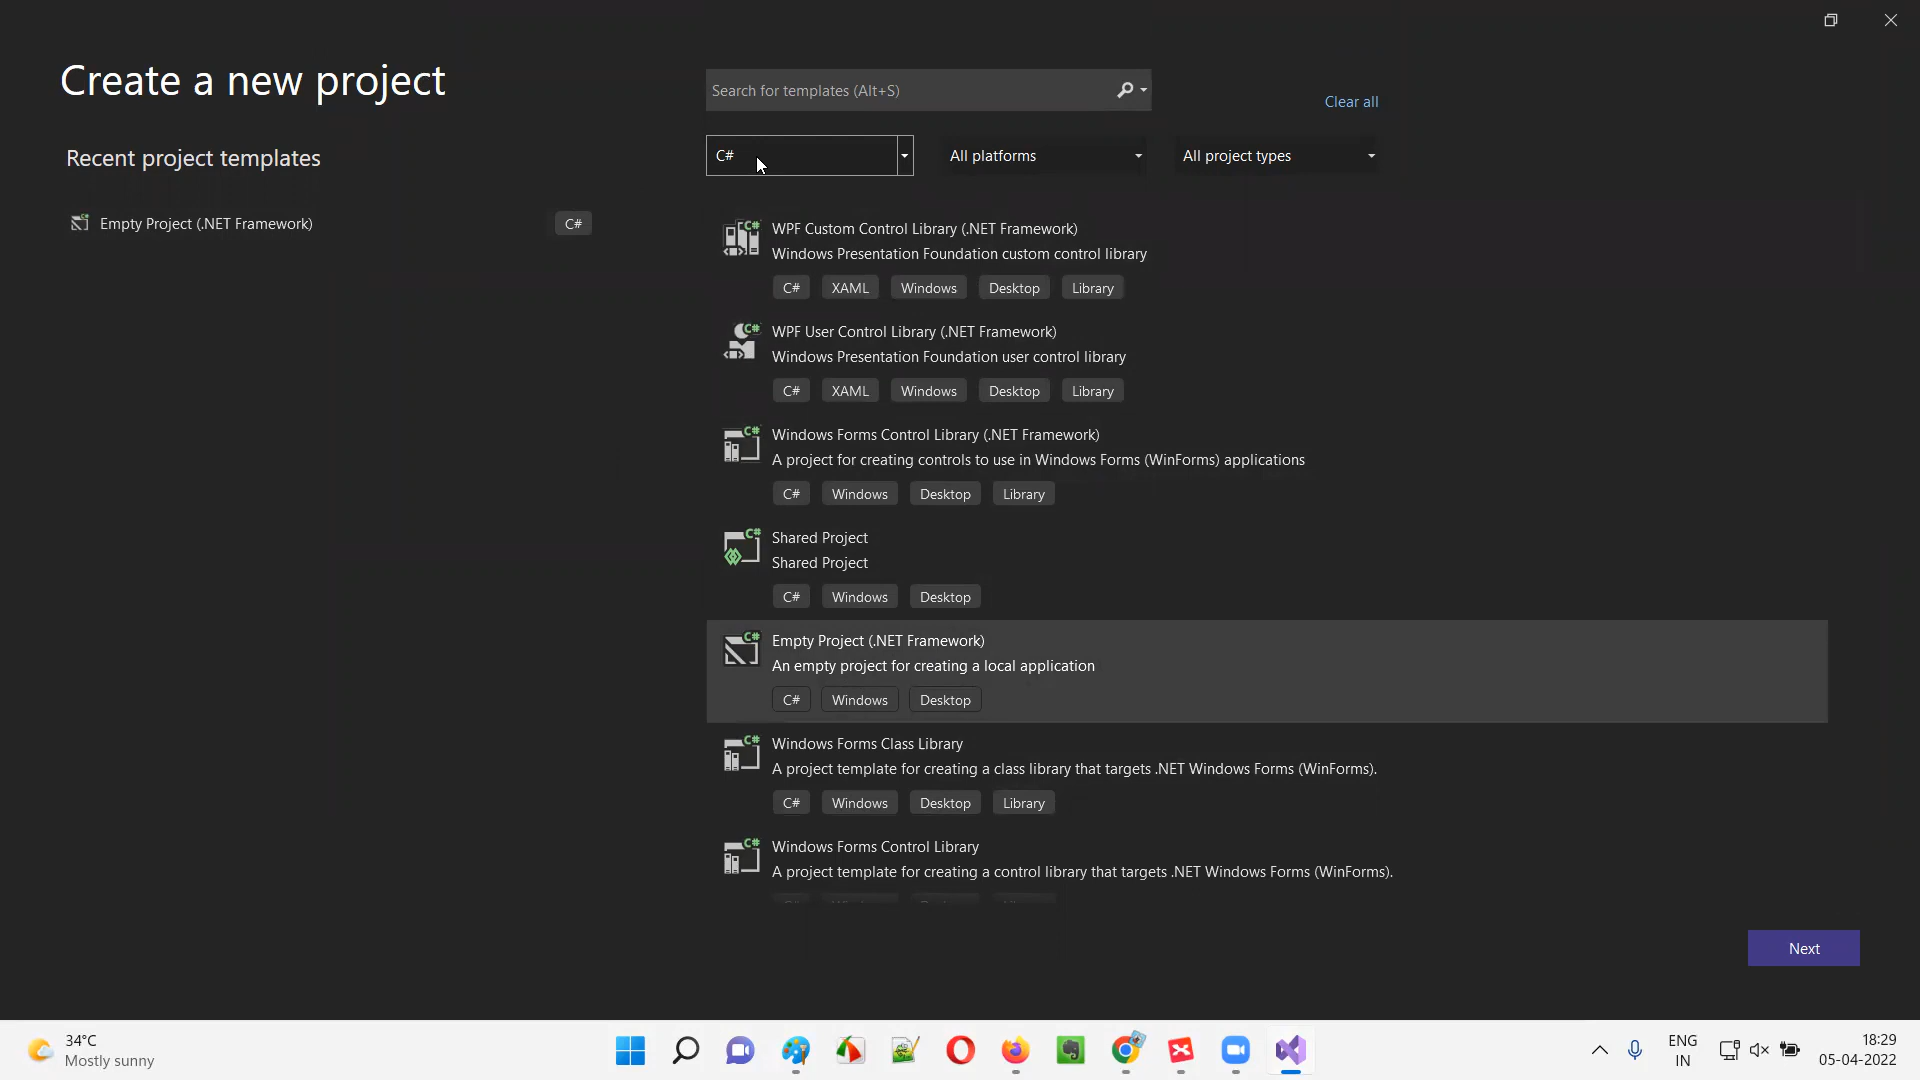 Create a new project
Search for templates (Alt+S)
Clear all
Recent project templates
C#
All platforms
All project types
Empty Project (.NET Framework)
C#
WPF Custom Control Library (.NET Framework)
Windows Presentation Foundation custom control library
C# XAML Windows Desktop Library
WPF User Control Library (.NET Framework)
Windows Presentation Foundation user control library
C# XAML Windows Desktop Library
Windows Forms Control Library (.NET Framework)
A project for creating controls to use in Windows Forms (WinForms) applications
C# Windows Desktop Library
Shared Project
Shared Project
C# Windows Desktop
Empty Project (.NET Framework)
An empty project for creating a local application
C# Windows Desktop
Windows Forms Class Library
A project template for creating a class library that targets .NET Windows Forms (WinForms).
C# Windows Desktop Library
Windows Forms Control Library
A project template for creating a control library that targets .NET Windows Forms (WinForms).
Next
34°C
Mostly sunny
ENG
IN
18:29
05-04-2022